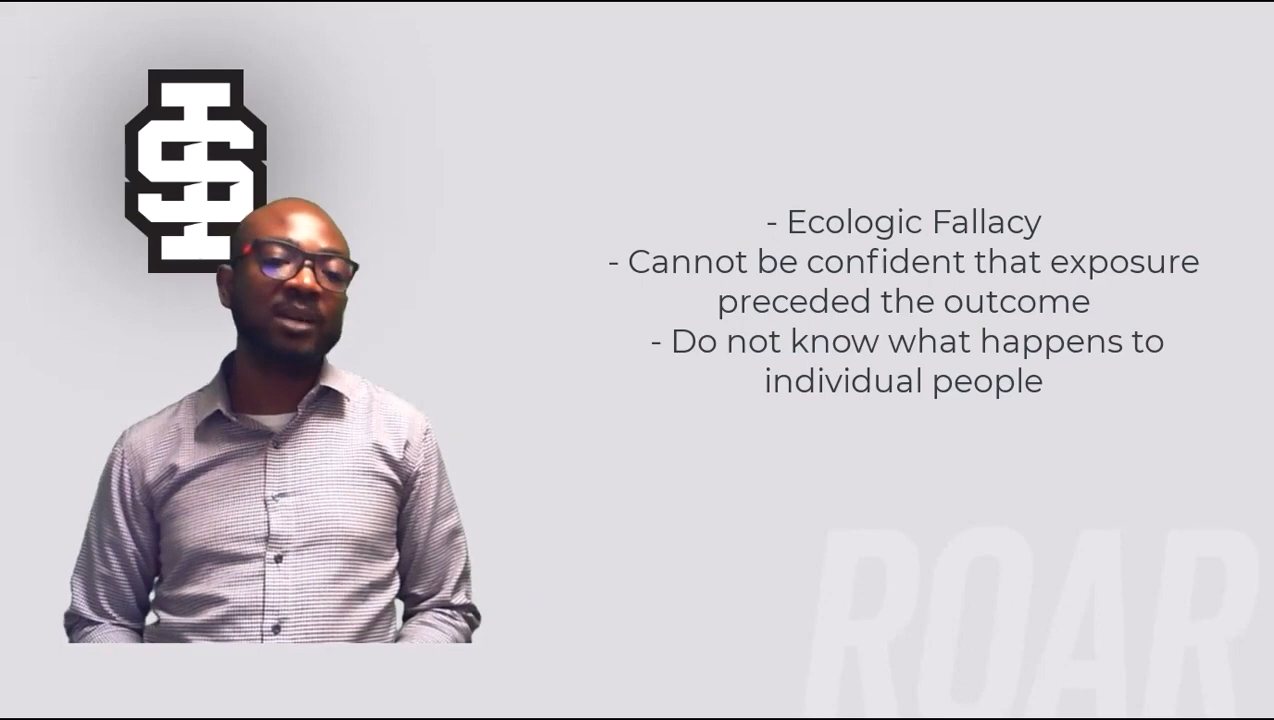 IS
- Ecologic Fallacy
- Cannot be confident that exposure
preceded the outcome
- Do not know what happens to
individual people
ROAR